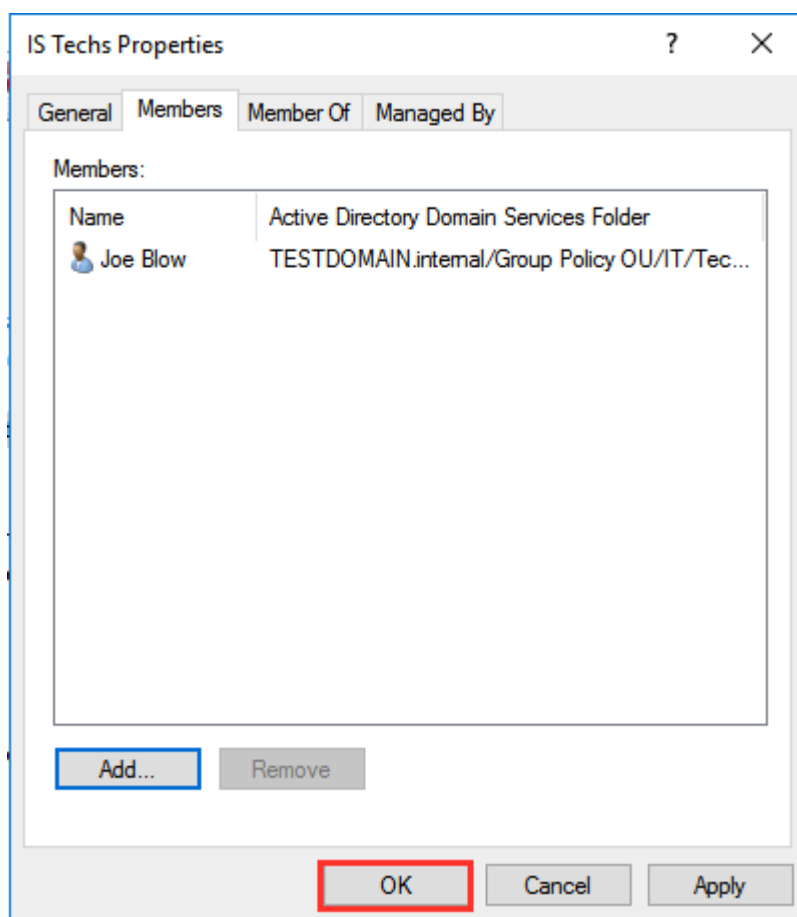 IS Techs Properties ?
General Members Member Of Managed By
Members:
Name Active Directory Domain Services Folder
Joe Blow TESTDOMAIN.internal/Group Policy OU/IT/Tec...
Add... Remove
OK Cancel Apply